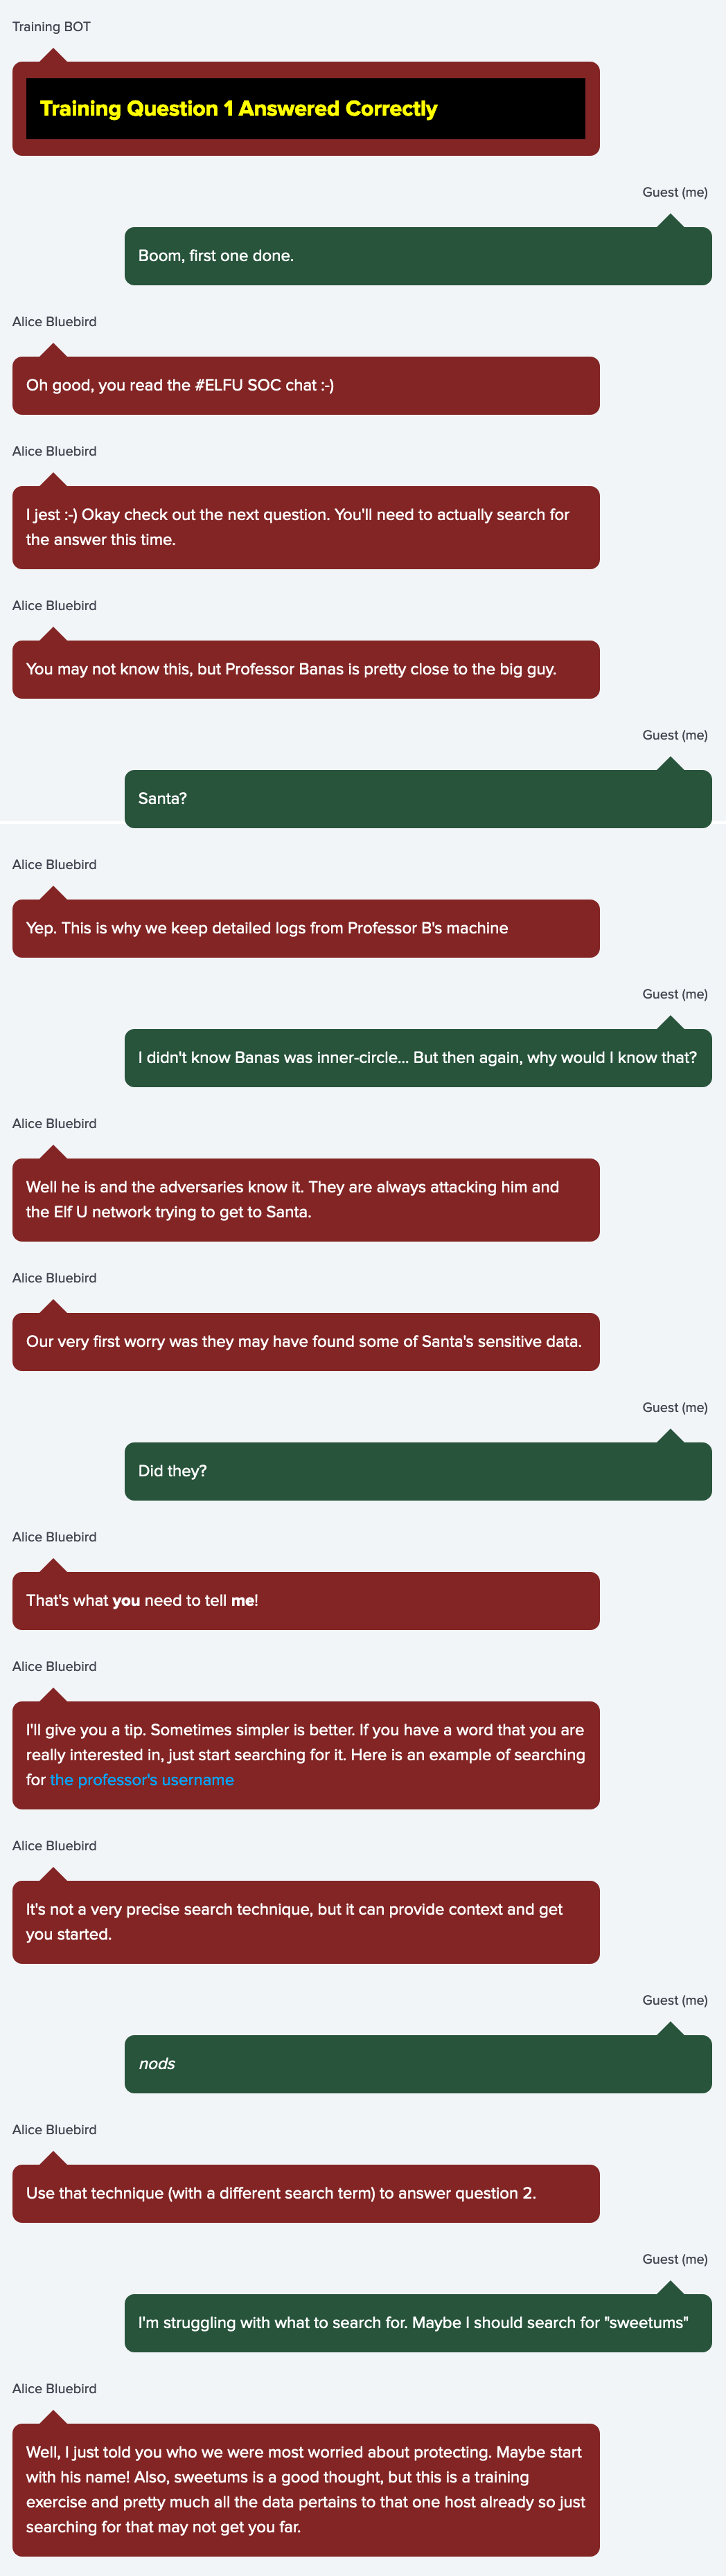 Training BOT
Training Question 1 Answered Correctly
Guest (me)
Boom, first one done.
Alice Bluebird
Oh good, you read the #ELFU SOC chat :-)
Alice Bluebird
I jest :-) Okay check out the next question. You'll need to actually search for
the answer this time.
Alice Bluebird
You may not know this, but Professor Banas is pretty close to the big guy.
Guest (me)
Santa?
Alice Bluebird
Yep. This is why we keep detailed logs from Professor B's machine
Guest (me)
I didn't know Banas was inner-circle... But then again, why would I know that?
Alice Bluebird
Well he is and the adversaries know it. They are always attacking him and
the Elf U network trying to get to Santa.
Alice Bluebird
Our very first worry was they may have found some of Santa's sensitive data.
Guest (me)
Did they?
Alice Bluebird
That's what you need to tell me!
Alice Bluebird
I'll give you a tip. Sometimes simpler is better. If you have a word that you are
really interested in, just start searching for it. Here is an example of searching
for the professor's username
Alice Bluebird
It's not a very precise search technique, but it can provide context and get
you started.
Guest (me)
nods
Alice Bluebird
Use that technique (with a different search term) to answer question 2.
Guest (me)
I'm struggling with what to search for. Maybe I should search for "sweetums"
Alice Bluebird
Well, I just told you who we were most worried about protecting. Maybe start
with his name! Also, sweetums is a good thought, but this is a training
exercise and pretty much all the data pertains to that one host already so just
searching for that may not get you far.